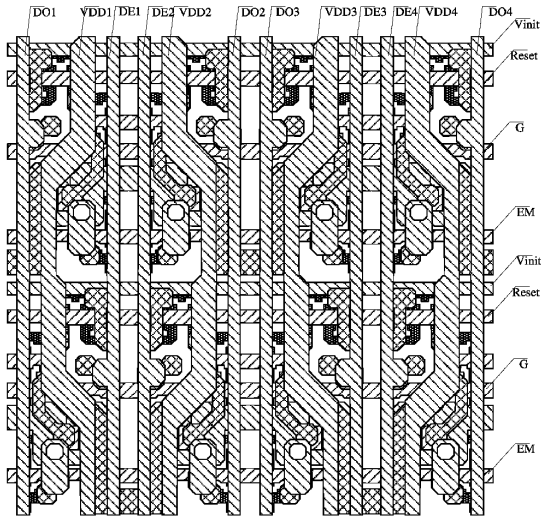 DO1 VDD1 DE1 DE2 VDD2 DO2 DO3 VDD3 DE3 DE4 VDD4 DO4
Vinit
Reset
G
EM
Vinit
Reset
G
EM